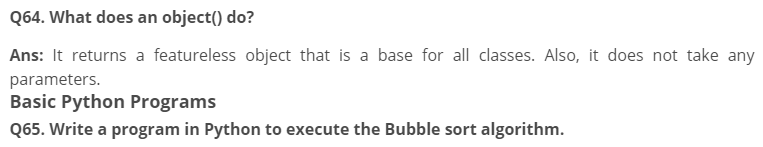 Q64. What does an object() do?
Ans: It returns a featureless object that is a base for all classes. Also, it does not take any
parameters.
Basic Python Programs
Q65. Write a program in Python to execute the Bubble sort algorithm.